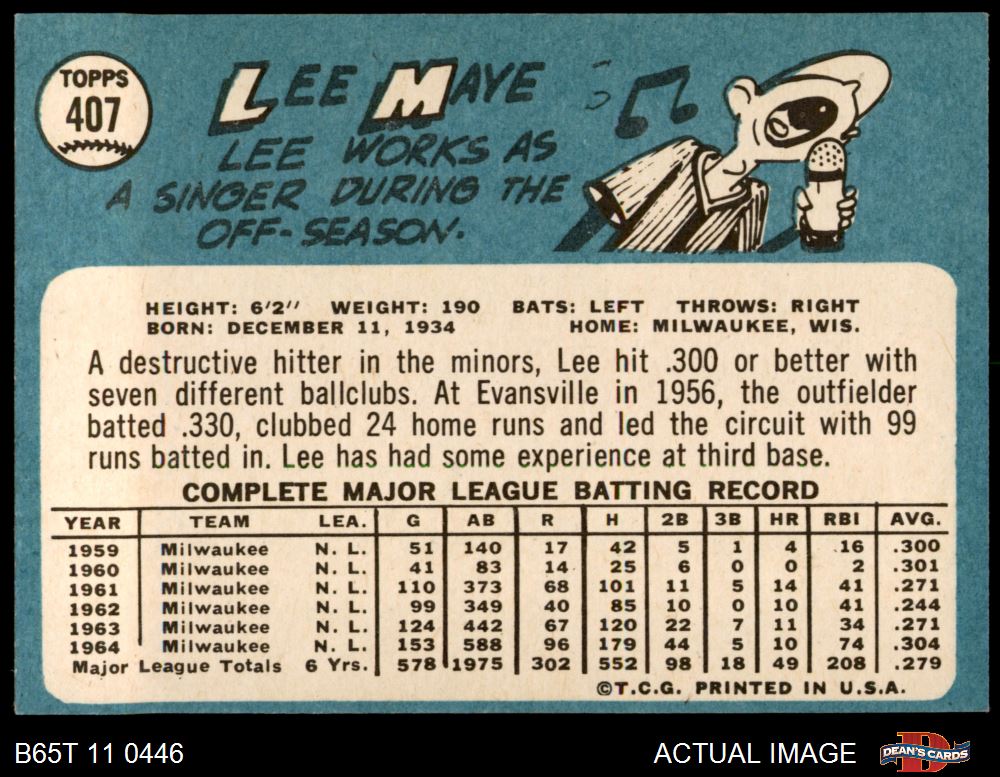 TOPPS
407
LEE MAYE
LEE WORKS AS
A SINGER DURING THE
OFF-SEASON.
HEIGHT: 6'2" WEIGHT: 190 BATS: LEFT THROWS: RIGHT
BORN: DECEMBER 11, 1934 HOME: MILWAUKEE, WIS.
A destructive hitter in the minors, Lee hit .300 or better with
seven different ballclubs. At Evansville in 1956, the outfielder
batted .330, clubbed 24 home runs and led the circuit with 99
runs batted in. Lee has had some experience at third base.
COMPLETE MAJOR LEAGUE BATTING RECORD
YEAR TEAM LEA. G AB R H 2B 3B HR RBI AVG.
1959 Milwaukee N. L. 51 140 17 42 5 1 4 16 .300
1960 Milwaukee N. L. 41 83 14 25 6 0 0 2 .301
1961 Milwaukee N. L. 110 373 68 101 11 5 14 41 .271
1962 Milwaukee N. L. 99 349 40 85 10 0 10 41 .244
1963 Milwaukee N. L. 124 442 67 120 22 7 11 34 .271
1964 Milwaukee N. L. 153 588 96 179 44 5 10 74 .304
Major League Totals 6 Yrs. 578 1975 302 552 98 18 49 208 .279
©T.C.G. PRINTED IN U.S.A.
B65T 11 0446 ACTUAL IMAGE D DEAN'S CARDS